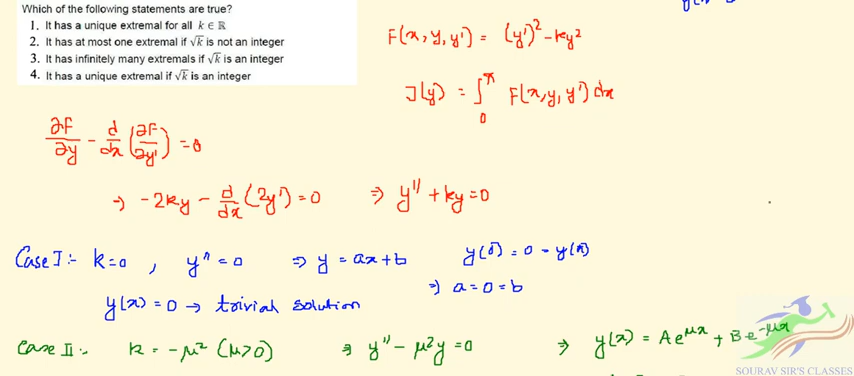 Which of the following statements are true?
1. It has a unique extremal for all k ∈ ℝ
2. It has at most one extremal if √k is not an integer
3. It has infinitely many extremals if √k is an integer
4. It has a unique extremal if √k is an integer
F(x, y, y') = (y')² - ky²
J(y) = ∫₀^π F(x, y, y') dx
∂F/∂y - d/dx (∂F/∂y') = 0
⇒ -2ky - d/dx (2y') = 0 ⇒ y'' + ky = 0
Case I :- k=0 , y'' = 0 ⇒ y = ax+b y(0) = 0 = y(π)
⇒ a = 0 = b
y(x) = 0 → trivial solution
Case II :- k = -μ² (μ>0) ⇒ y'' - μ²y = 0 ⇒ y(x) = Ae^μx + Be^-μx
SOURAV SIR'S CLASSES